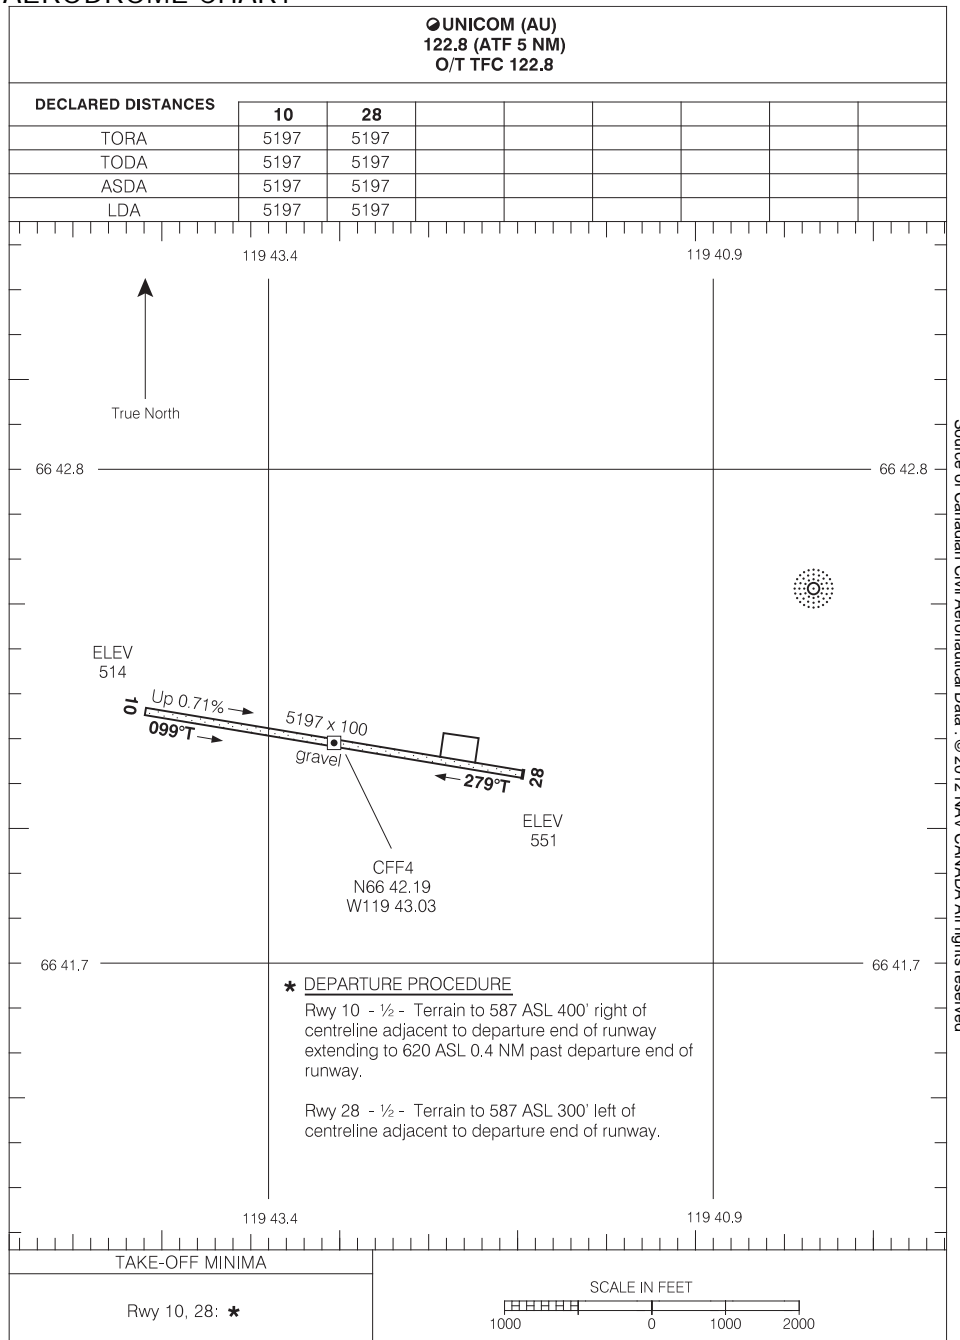 AERODROME CHART
UNICOM (AU)
122.8 (ATF 5 NM)
O/T TFC 122.8
DECLARED DISTANCES 10 28
TORA 5197 5197
TODA 5197 5197
ASDA 5197 5197
LDA 5197 5197
119 43.4 119 40.9
True North
66 42.8 66 42.8
ELEV
514
10
Up 0.71%
099°T
5197 x 100
gravel
279°T
28
ELEV
551
CFF4
N66 42.19
W119 43.03
66 41.7 66 41.7
* DEPARTURE PROCEDURE
Rwy 10 - ½ - Terrain to 587 ASL 400' right of
centreline adjacent to departure end of runway
extending to 620 ASL 0.4 NM past departure end of
runway.
Rwy 28 - ½ - Terrain to 587 ASL 300' left of
centreline adjacent to departure end of runway.
119 43.4 119 40.9
TAKE-OFF MINIMA
Rwy 10, 28: *
SCALE IN FEET
1000 0 1000 2000
Source of Canadian Civil Aeronautical Data : © 2012 NAV CANADA All rights reserved